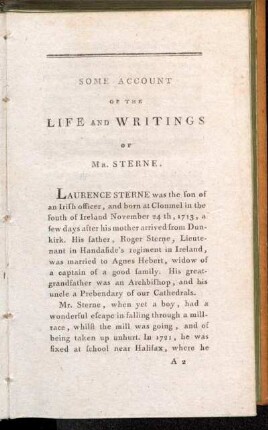 SOME ACCOUNT
OF THE
LIFE AND WRITINGS
OF
MR. STERNE.
LAURENCE STERNE was the ſon of
an Iriſh officer, and born at Clonmel in the
ſouth of Ireland November 24th, 1713, a
few days after his mother arrived from Dun-
kirk. His father, Roger Sterne, Lieute-
nant in Handaſide's regiment in Ireland,
was married to Agnes Hebert, widow of
a captain of a good family. His great-
grandfather was an Archbiſhop, and his
uncle a Prebendary of our Cathedrals.
Mr. Sterne, when yet a boy, had a
wonderful eſcape in falling through a mill-
race, whilſt the mill was going, and of
being taken up unhurt. In 1721, he was
fixed at ſchool near Halifax, where he
A 2